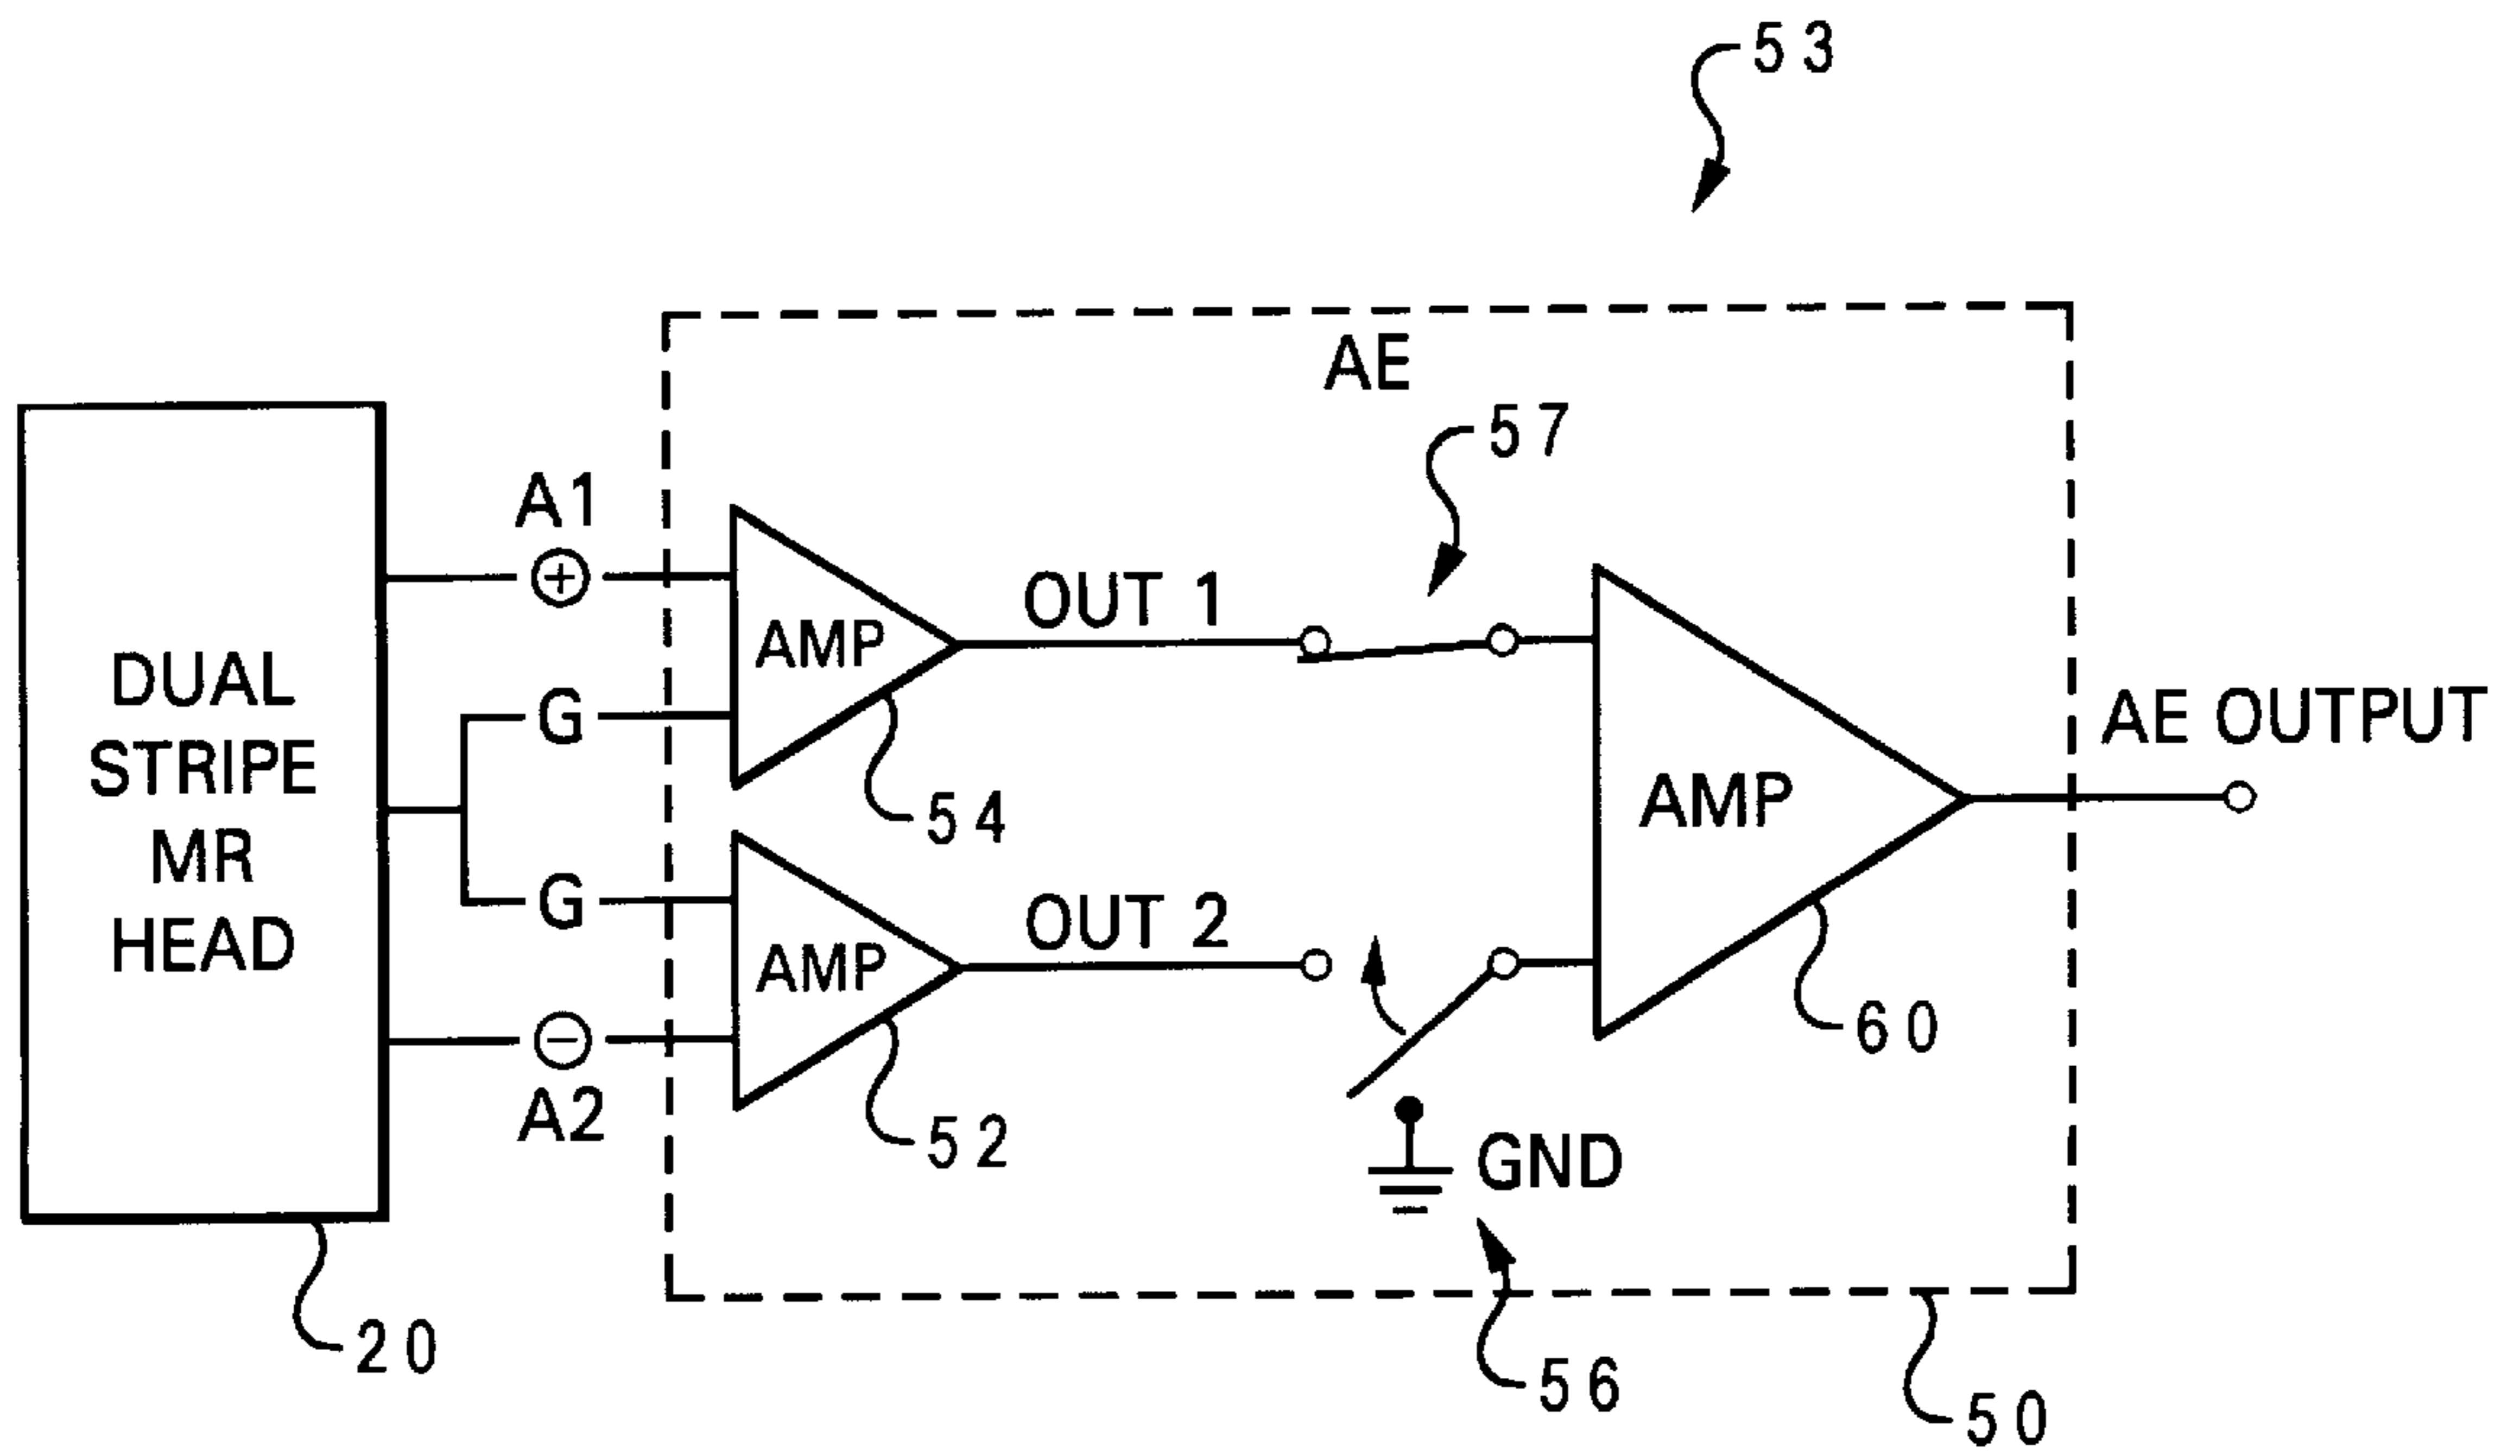 53
AE
57
A1
+
OUT 1
AMP
G
54
DUAL
STRIPE
MR
HEAD
AMP
AE OUTPUT
G
OUT 2
AMP
60
−
A2
52
GND
20
56
50